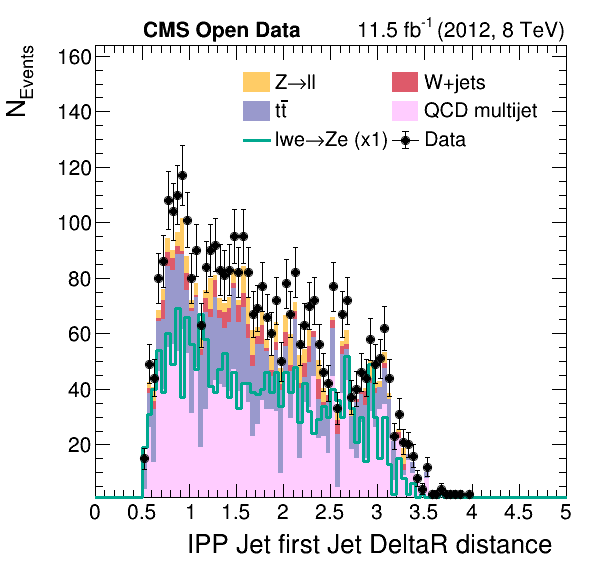 CMS Open Data 11.5 fb⁻¹ (2012, 8 TeV)
N_Events
160
140
120
100
80
60
40
20
Z→ll W+jets
tt̄ QCD multijet
lwe→Ze (x1) Data
0 0.5 1 1.5 2 2.5 3 3.5 4 4.5 5
IPP Jet first Jet DeltaR distance